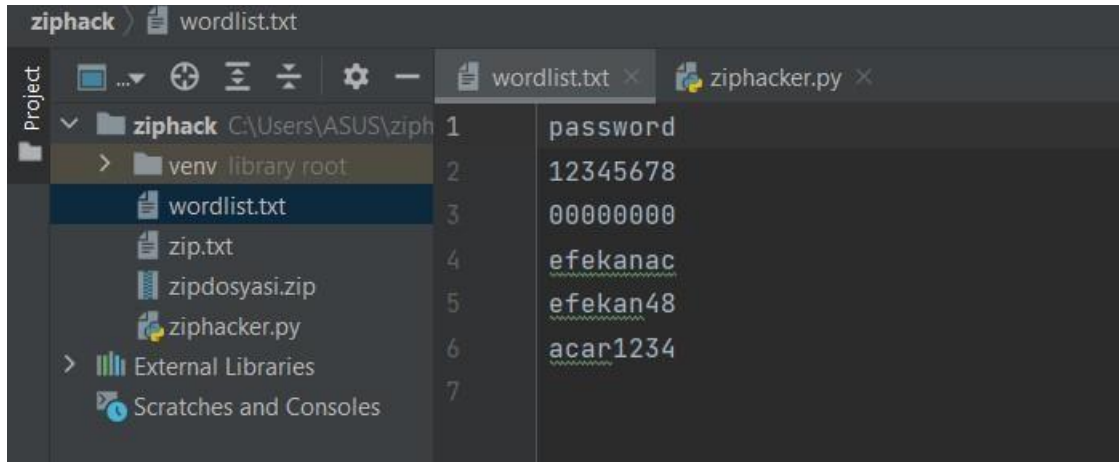 ziphack wordlist.txt
Project
...
wordlist.txt
ziphacker.py
ziphack C:\Users\ASUS\ziph
venv library root
wordlist.txt
zip.txt
zipdosyasi.zip
ziphacker.py
External Libraries
Scratches and Consoles
1 password
2 12345678
3 00000000
4 efekanac
5 efekan48
6 acar1234
7